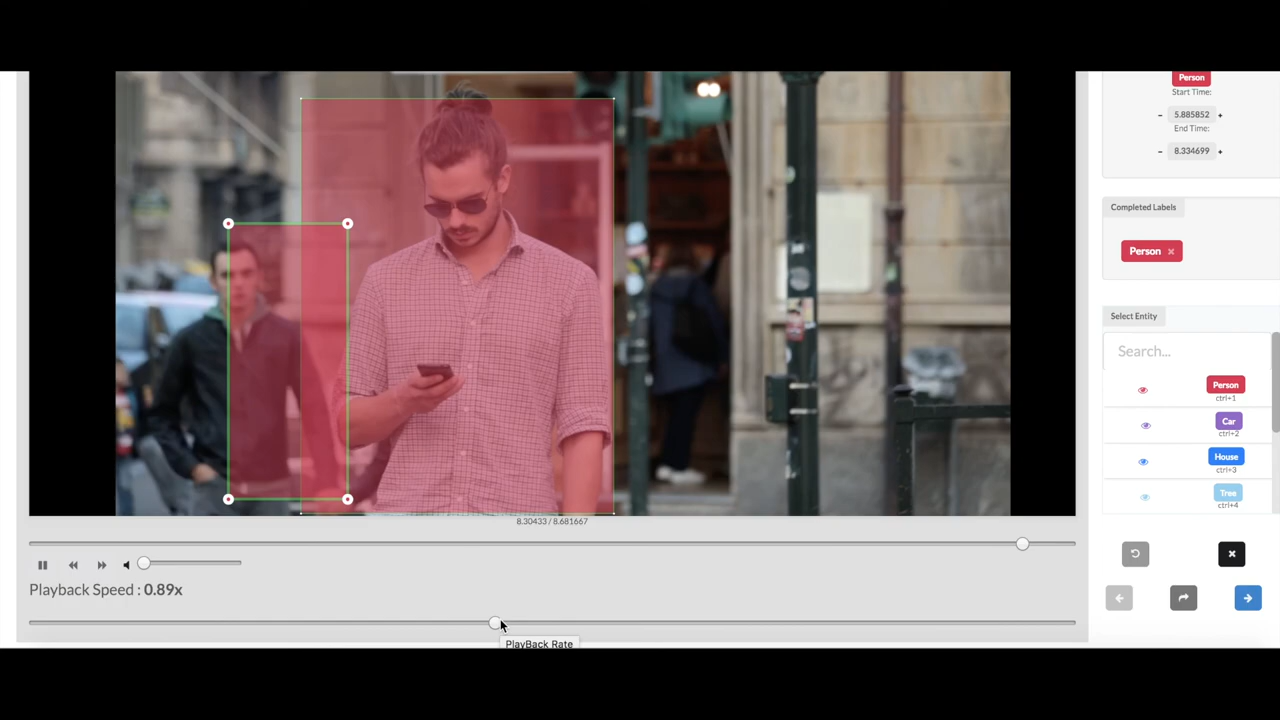 Person
Start Time:
- 5.885852 +
End Time:
- 8.334699 +
Completed Labels
Person ×
Select Entity
Search...
Person
ctrl+1
Car
ctrl+2
House
ctrl+3
Tree
ctrl+4
8.30433 / 8.681667
Playback Speed : 0.89x
PlayBack Rate